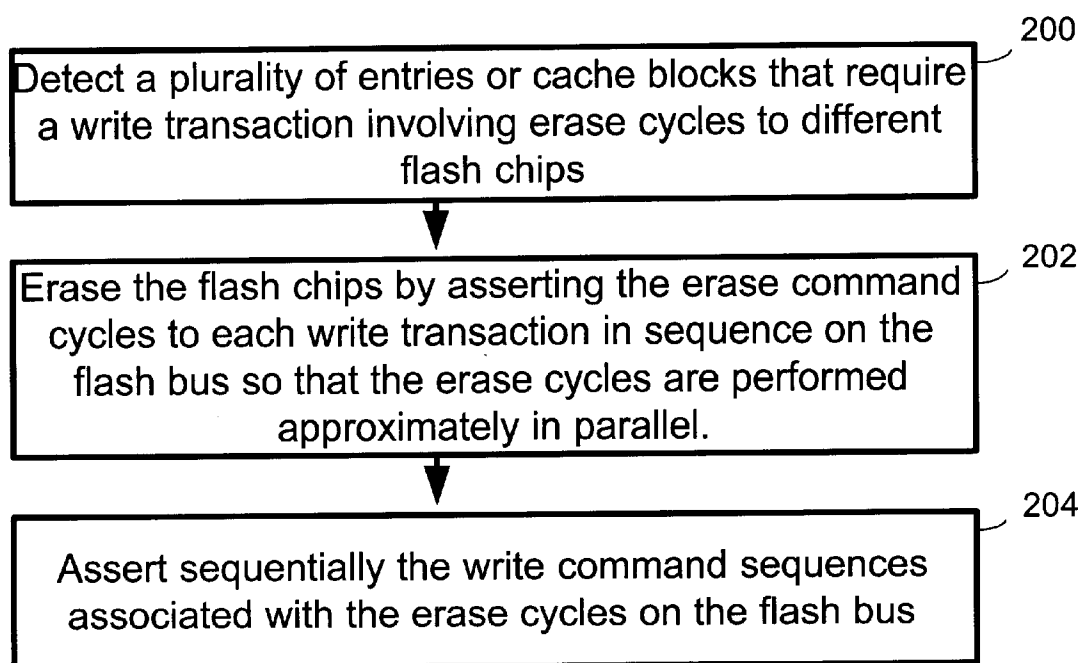 200
Detect a plurality of entries or cache blocks that require
a write transaction involving erase cycles to different
flash chips
202
Erase the flash chips by asserting the erase command
cycles to each write transaction in sequence on the
flash bus so that the erase cycles are performed
approximately in parallel.
204
Assert sequentially the write command sequences
associated with the erase cycles on the flash bus